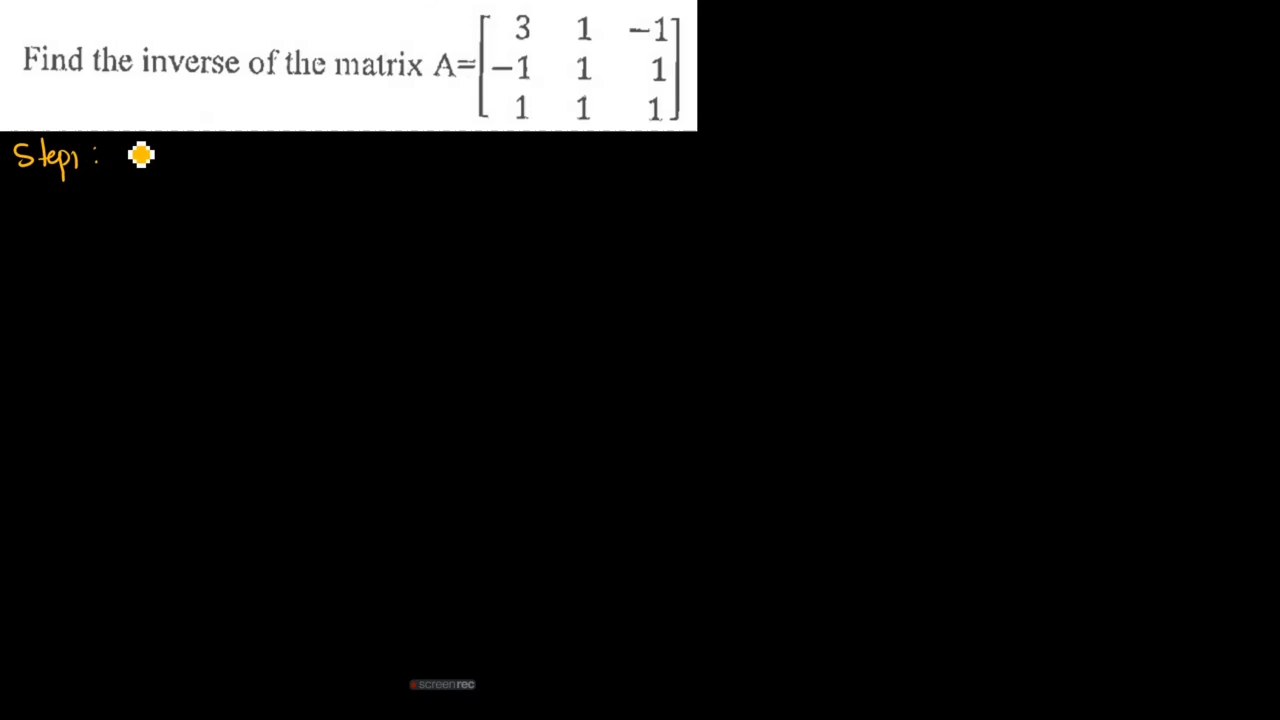 Find the inverse of the matrix A=[ 3 1 −1
−1 1 1
1 1 1 ]
Step1 :
screenrec